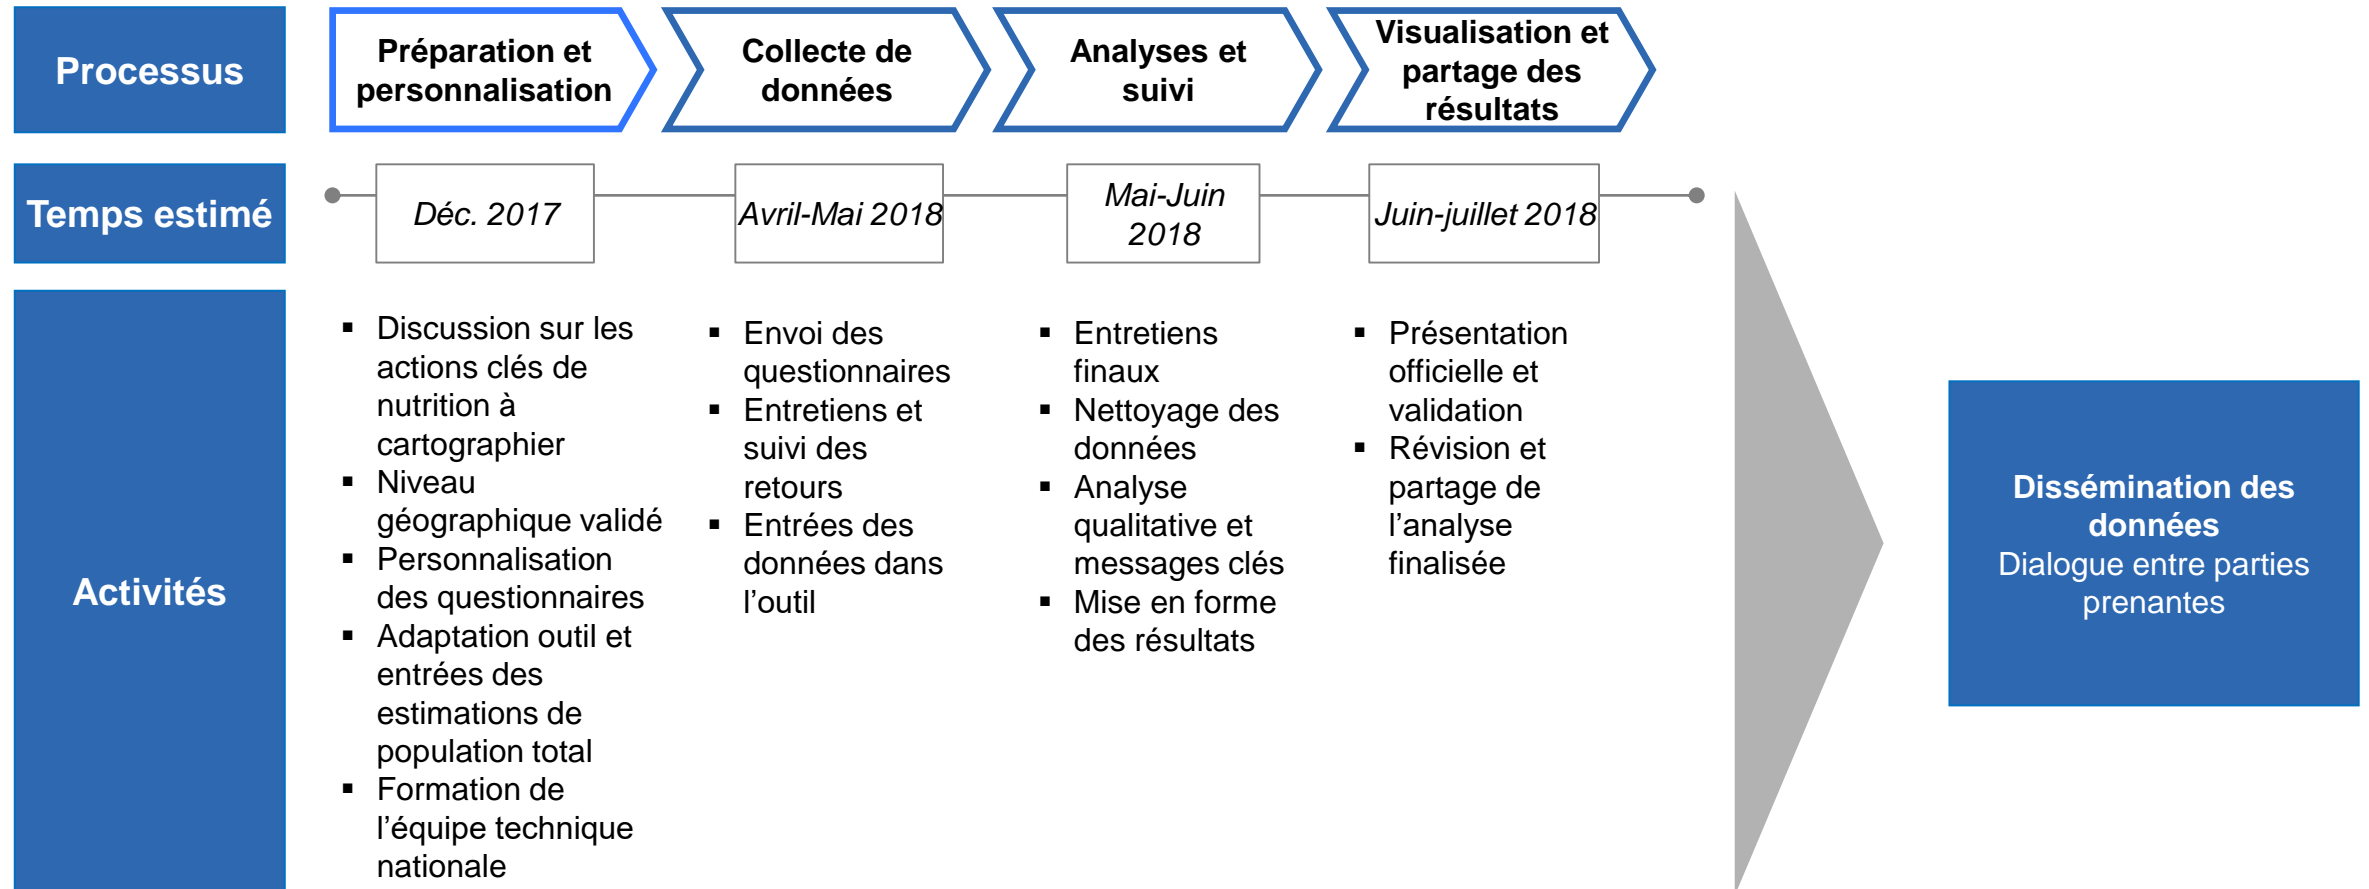 Processus
Préparation et
personnalisation
Collecte de
données
Analyses et
suivi
Visualisation et
partage des
résultats
Temps estimé
Déc. 2017
Avril-Mai 2018
Mai-Juin
2018
Juin-juillet 2018
Activités
▪ Discussion sur les
actions clés de
nutrition à
cartographier
▪ Niveau
géographique validé
▪ Personnalisation
des questionnaires
▪ Adaptation outil et
entrées des
estimations de
population total
▪ Formation de
l’équipe technique
nationale
▪ Envoi des
questionnaires
▪ Entretiens et
suivi des
retours
▪ Entrées des
données dans
l’outil
▪ Entretiens
finaux
▪ Nettoyage des
données
▪ Analyse
qualitative et
messages clés
▪ Mise en forme
des résultats
▪ Présentation
officielle et
validation
▪ Révision et
partage de
l’analyse
finalisée
Dissémination des
données
Dialogue entre parties
prenantes